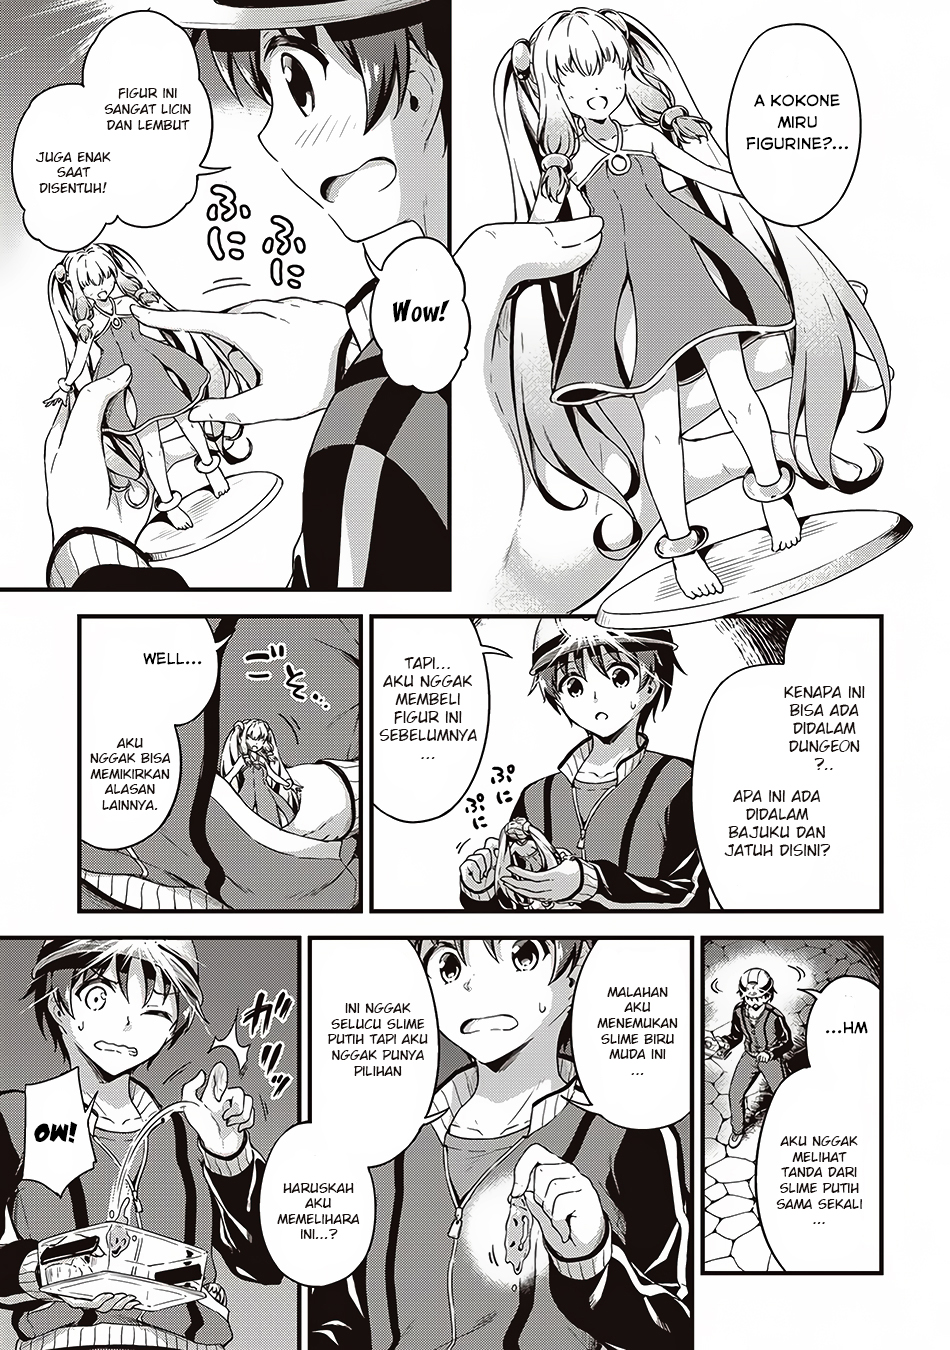 A KOKONE
MIRU
FIGURINE?...
FIGUR INI
SANGAT LICIN
DAN LEMBUT
JUGA ENAK
SAAT
DISENTUH!
ぷに
ぷに
Wow!
KENAPA INI
BISA ADA
DIDALAM
DUNGEON
?..
APA INI ADA
DIDALAM
BAJUKU DAN
JATUH DISINI?
TAPI...
AKU NGGAK
MEMBELI
FIGUR INI
SEBELUMNYA
...
ぷに
ぷに
WELL...
ごそ…
AKU
NGGAK BISA
MEMIKIRKAN
ALASAN
LAINNYA.
...HM
AKU NGGAK
MELIHAT
TANDA DARI
SLIME PUTIH
SAMA SEKALI
...
MALAHAN
AKU
MENEMUKAN
SLIME BIRU
MUDA INI
...
INI NGGAK
SELUCU SLIME
PUTIH TAPI AKU
NGGAK PUNYA
PILIHAN
HARUSKAH
AKU
MEMELIHARA
INI...?
ガッ
OW!